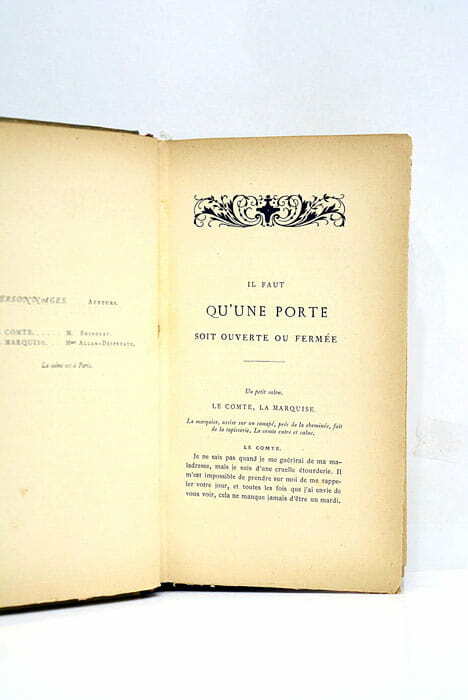 PERSONNAGES. ACTEURS.
COMTE...... M.
MARQUISE. Mme ALLAN-DESPRÉAUX.
La scène est à Paris.
IL FAUT
QU'UNE PORTE
SOIT OUVERTE OU FERMÉE
Un petit salon.
LE COMTE, LA MARQUISE.
La marquise, assise sur un canapé, près de la cheminée, fait
de la tapisserie, Le comte entre et salue.
LE COMTE.
Je ne sais pas quand je me guérirai de ma ma-
ladresse, mais je suis d'une cruelle étourderie. Il
m'est impossible de prendre sur moi de me rappe-
ler votre jour, et toutes les fois que j'ai envie de
vous voir, cela ne manque jamais d'être un mardi.